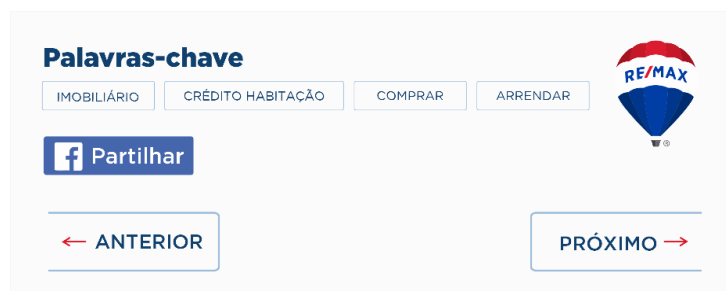 Palavras-chave
RE/MAX
IMOBILIÁRIO CRÉDITO HABITAÇÃO COMPRAR ARRENDAR
®
f Partilhar
← ANTERIOR PRÓXIMO →